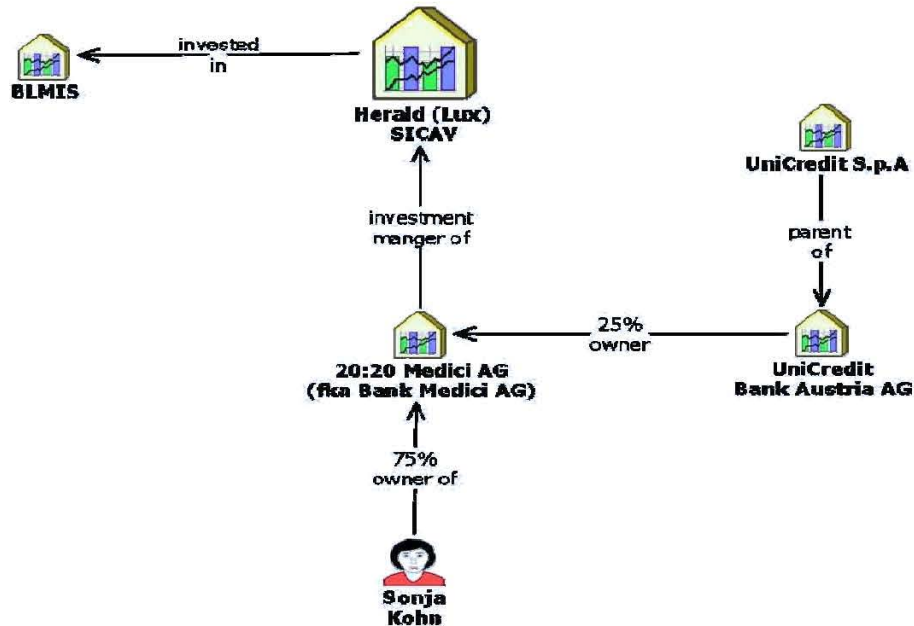 invested
in
BLMIS
Herald (Lux)
SICAV
UniCredit S.p.A
investment
manger of
parent
of
25%
owner
20:20 Medici AG
(fka Bank Medici AG)
UniCredit
Bank Austria AG
75%
owner of
Sonja
Kohn